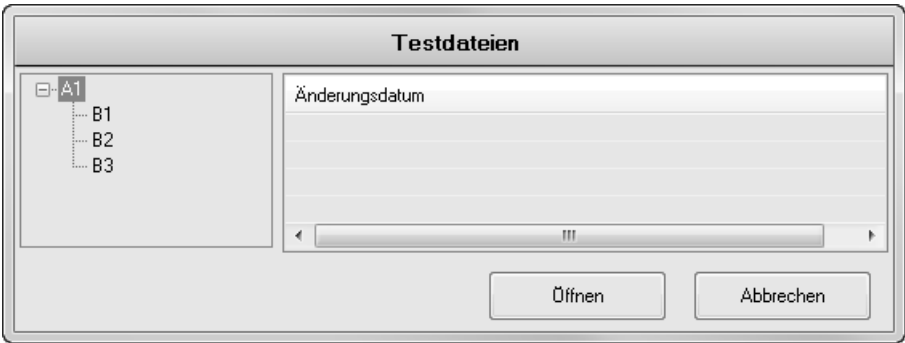 Testdateien
A1
B1
B2
B3
Änderungsdatum
Öffnen
Abbrechen